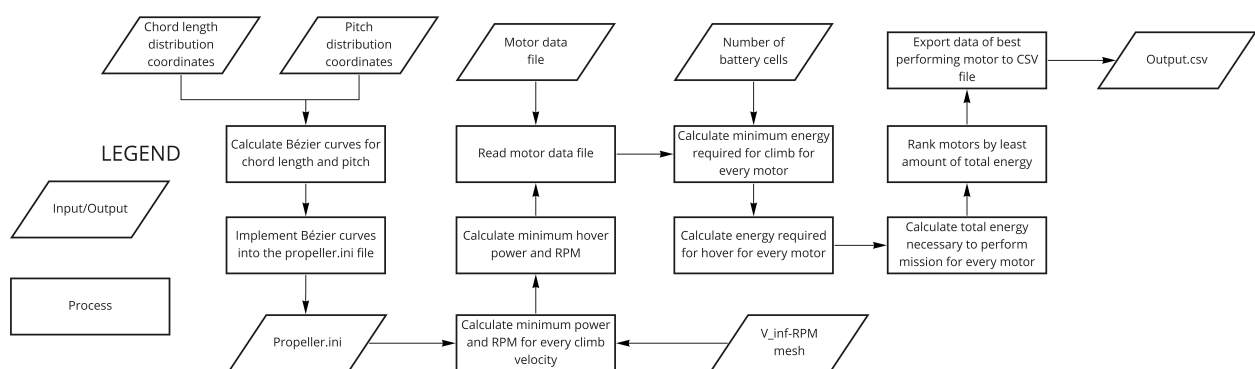 Chord length
distribution
coordinates
Pitch
distribution
coordinates
Motor data
file
Number of
battery cells
Export data of best
performing motor to CSV
file
Output.csv
LEGEND
Calculate Bézier curves for
chord length and pitch
Read motor data file
Calculate minimum energy
required for climb for
every motor
Rank motors by least
amount of total energy
Input/Output
Implement Bézier curves
into the propeller.ini file
Calculate minimum hover
power and RPM
Calculate energy required
for hover for every motor
Calculate total energy
necessary to perform
mission for every motor
Process
Propeller.ini
Calculate minimum power
and RPM for every climb
velocity
V_inf-RPM
mesh